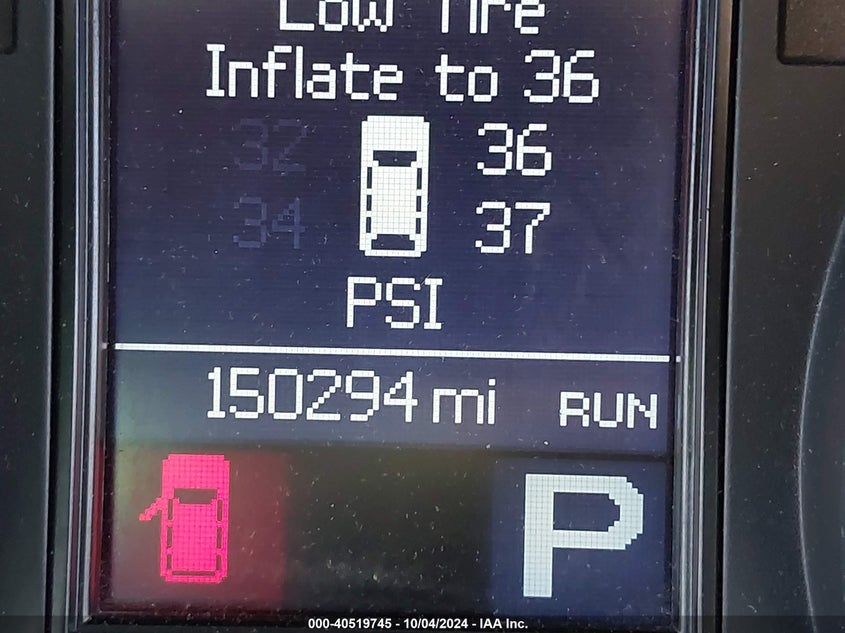 Low Tire
Inflate to 36
32 36
34 37
PSI
150294 mi RUN
P
000-40519745 - 10/04/2024 - IAA Inc.